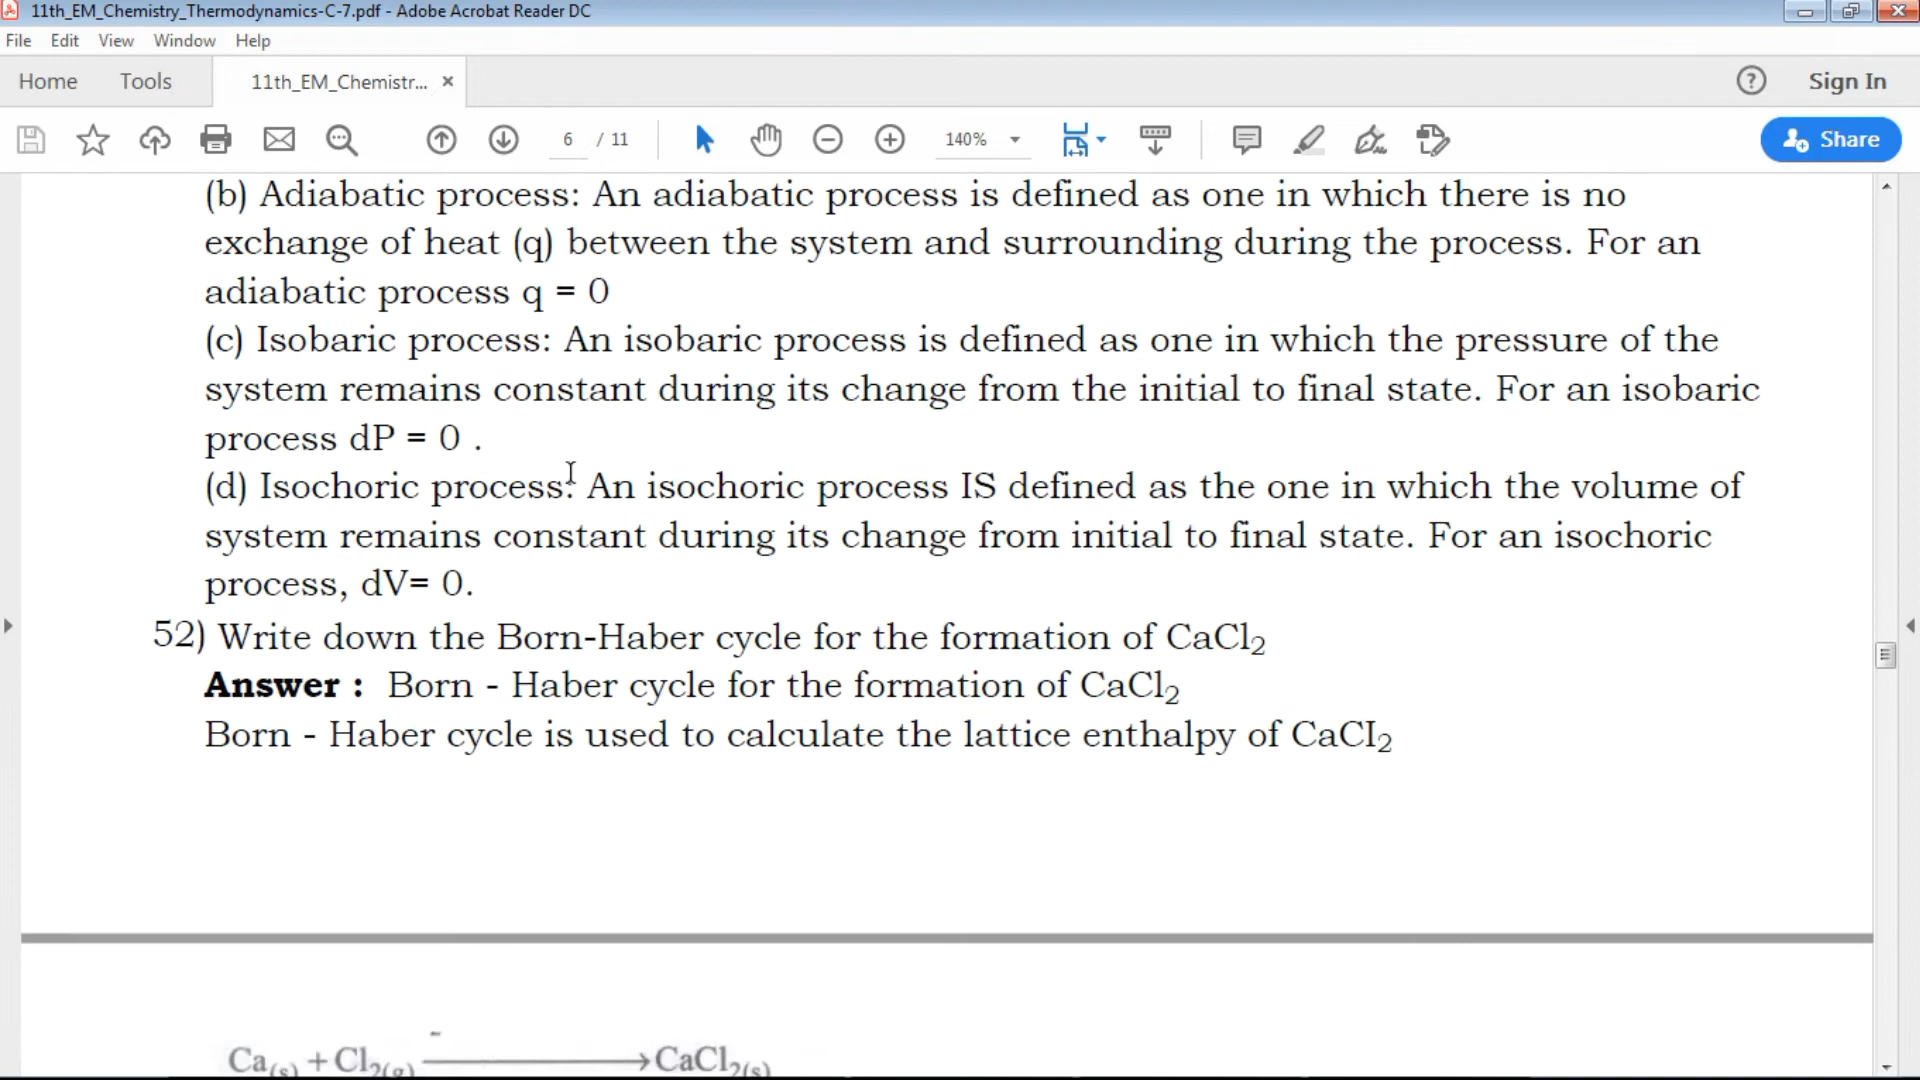 11th_EM_Chemistry_Thermodynamics-C-7.pdf - Adobe Acrobat Reader DC
File Edit View Window Help
Home Tools 11th_EM_Chemistr... × ? Sign In
6 / 11 140% Share
(b) Adiabatic process: An adiabatic process is defined as one in which there is no
exchange of heat (q) between the system and surrounding during the process. For an
adiabatic process q = 0
(c) Isobaric process: An isobaric process is defined as one in which the pressure of the
system remains constant during its change from the initial to final state. For an isobaric
process dP = 0 .
(d) Isochoric process: An isochoric process IS defined as the one in which the volume of
system remains constant during its change from initial to final state. For an isochoric
process, dV= 0.
52) Write down the Born-Haber cycle for the formation of CaCl₂
Answer : Born - Haber cycle for the formation of CaCl₂
Born - Haber cycle is used to calculate the lattice enthalpy of CaCI₂
Ca(s) + Cl2(g) ⟶ CaCl2(s)